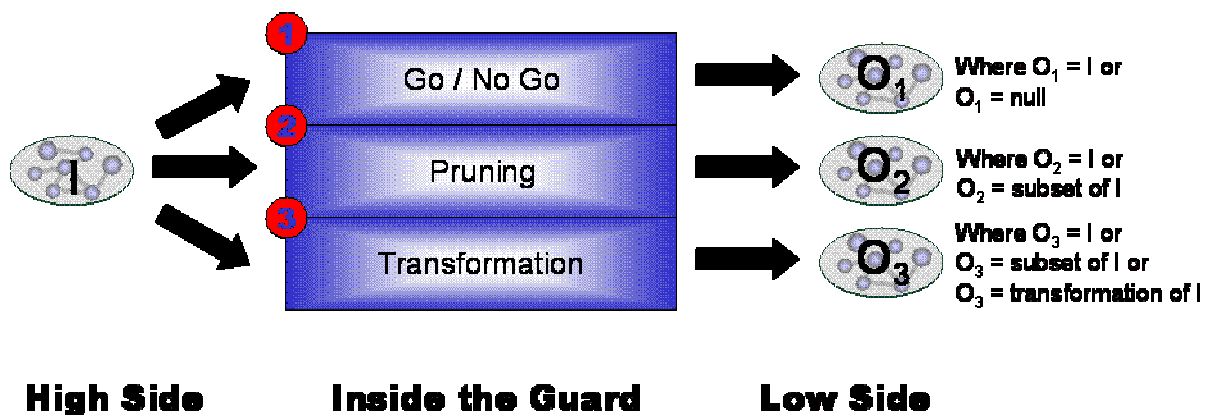 1
Go / No Go
O₁
Where O₁ = I or
O₁ = null
I
2
Pruning
O₂
Where O₂ = I or
O₂ = subset of I
3
Transformation
O₃
Where O₃ = I or
O₃ = subset of I or
O₃ = transformation of I
High Side
Inside the Guard
Low Side